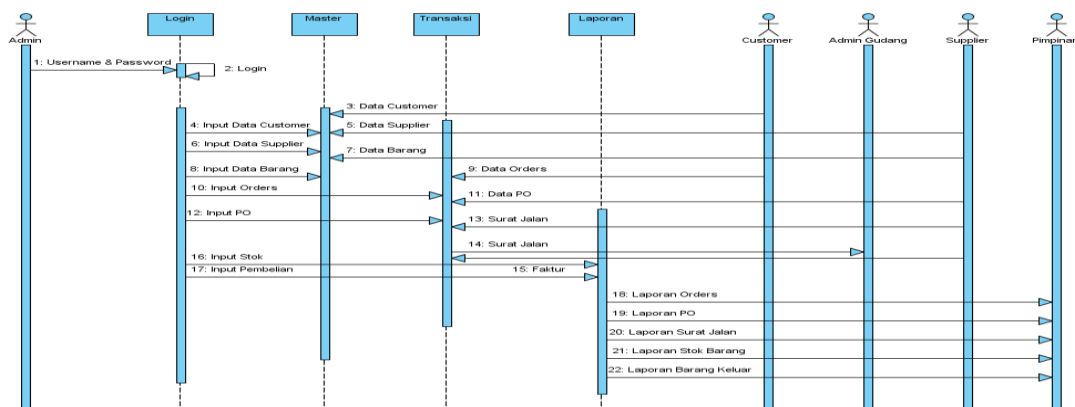 Login
Master
Transaksi
Laporan
Admin
Customer
Admin Gudang
Supplier
Pimpinan
1: Username & Password
2: Login
3: Data Customer
4: Input Data Customer
5: Data Supplier
6: Input Data Supplier
7: Data Barang
8: Input Data Barang
9: Data Orders
10: Input Orders
11: Data PO
12: Input PO
13: Surat Jalan
14: Surat Jalan
16: Input Stok
17: Input Pembelian
15: Faktur
18: Laporan Orders
19: Laporan PO
20: Laporan Surat Jalan
21: Laporan Stok Barang
22: Laporan Barang Keluar